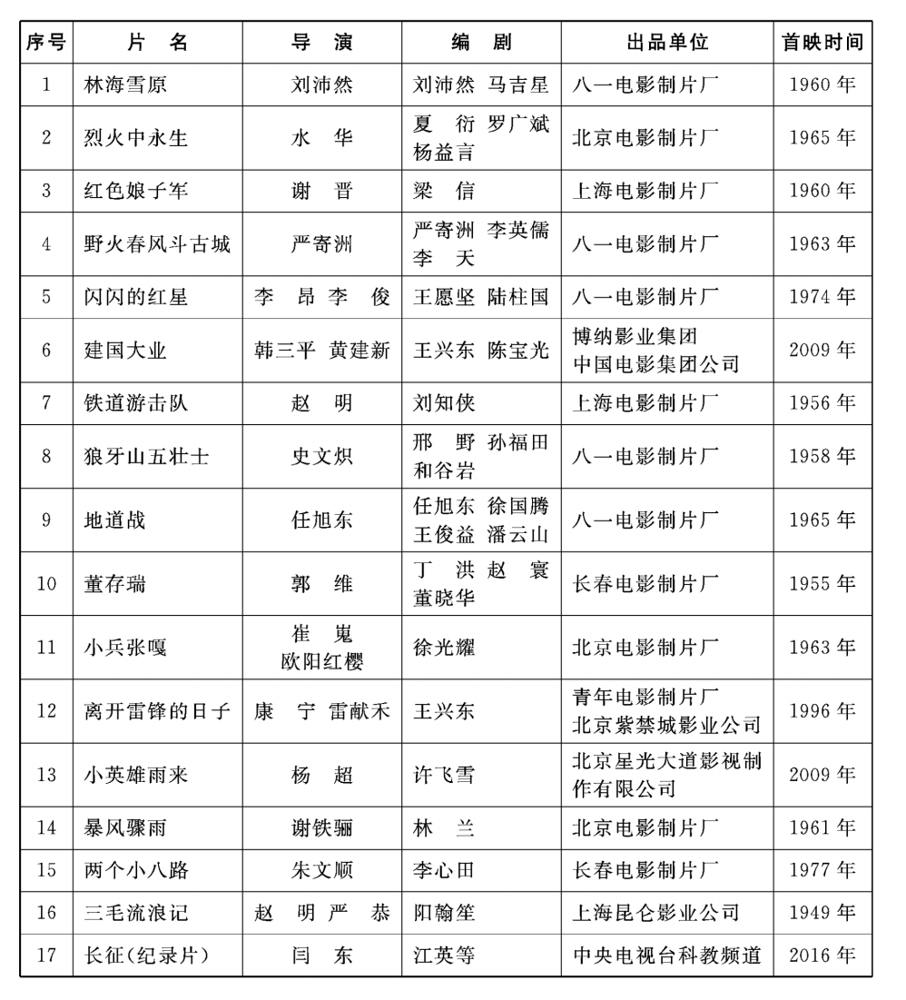 序号 片 名 导 演 编 剧 出品单位 首映时间
1 林海雪原 刘沛然 刘沛然 马吉星 八一电影制片厂 1960 年
2 烈火中永生 水 华 夏 衍 罗广斌 杨益言 北京电影制片厂 1965 年
3 红色娘子军 谢 晋 梁 信 上海电影制片厂 1960 年
4 野火春风斗古城 严寄洲 严寄洲 李英儒 李 天 八一电影制片厂 1963 年
5 闪闪的红星 李 昂 李 俊 王愿坚 陆柱国 八一电影制片厂 1974 年
6 建国大业 韩三平 黄建新 王兴东 陈宝光 博纳影业集团 中国电影集团公司 2009 年
7 铁道游击队 赵 明 刘知侠 上海电影制片厂 1956 年
8 狼牙山五壮士 史文炽 邢 野 孙福田 和谷岩 八一电影制片厂 1958 年
9 地道战 任旭东 任旭东 徐国腾 王俊益 潘云山 八一电影制片厂 1965 年
10 董存瑞 郭 维 丁 洪 赵 寰 董晓华 长春电影制片厂 1955 年
11 小兵张嘎 崔 嵬 欧阳红樱 徐光耀 北京电影制片厂 1963 年
12 离开雷锋的日子 康 宁 雷献禾 王兴东 青年电影制片厂 北京紫禁城影业公司 1996 年
13 小英雄雨来 杨 超 许飞雪 北京星光大道影视制作有限公司 2009 年
14 暴风骤雨 谢铁骊 林 兰 北京电影制片厂 1961 年
15 两个小八路 朱文顺 李心田 长春电影制片厂 1977 年
16 三毛流浪记 赵 明 严 恭 阳翰笙 上海昆仑影业公司 1949 年
17 长征(纪录片) 闫 东 江英等 中央电视台科教频道 2016 年